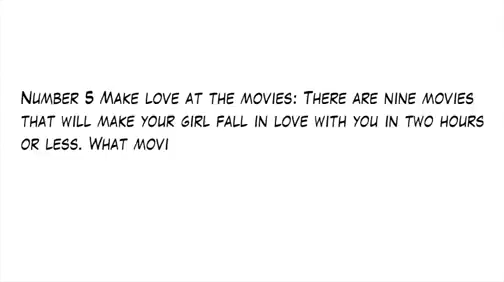 Number 5 Make love at the movies: There are nine movies
that will make your girl fall in love with you in two hours
or less. What movi